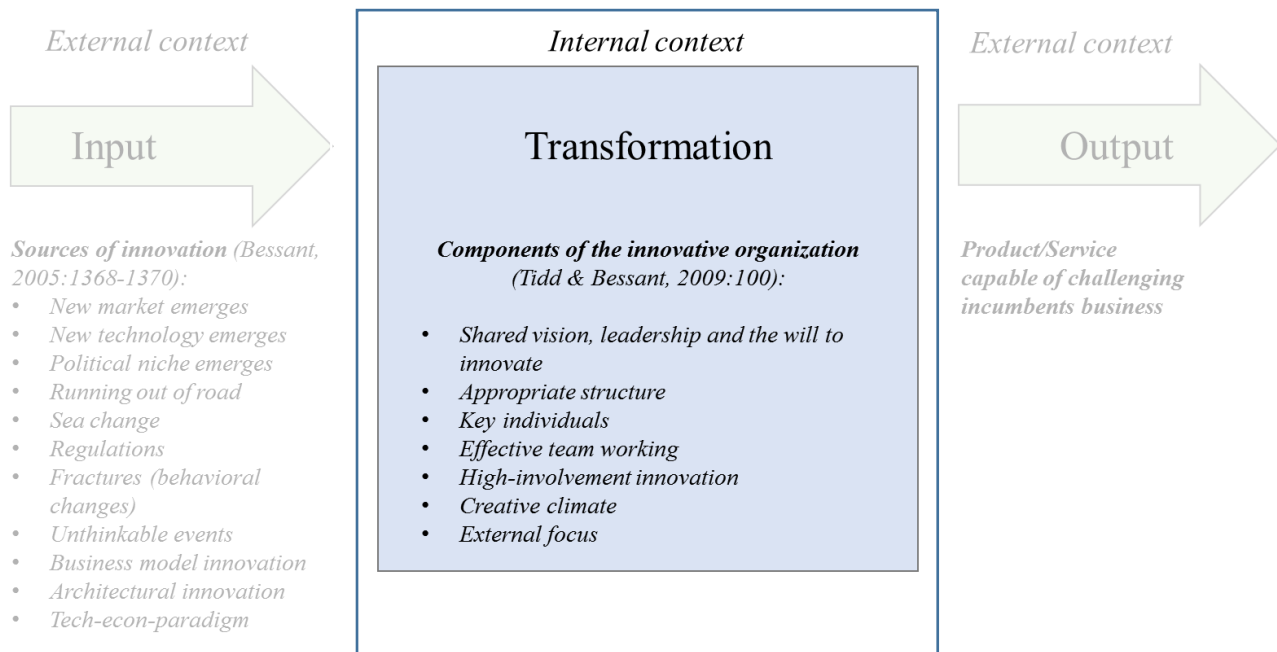 External context
Input
Sources of innovation (Bessant,
2005:1368-1370):
• New market emerges
• New technology emerges
• Political niche emerges
• Running out of road
• Sea change
• Regulations
• Fractures (behavioral
changes)
• Unthinkable events
• Business model innovation
• Architectural innovation
• Tech-econ-paradigm
Internal context
Transformation
Components of the innovative organization
(Tidd & Bessant, 2009:100):
• Shared vision, leadership and the will to
innovate
• Appropriate structure
• Key individuals
• Effective team working
• High-involvement innovation
• Creative climate
• External focus
External context
Output
Product/Service
capable of challenging
incumbents business